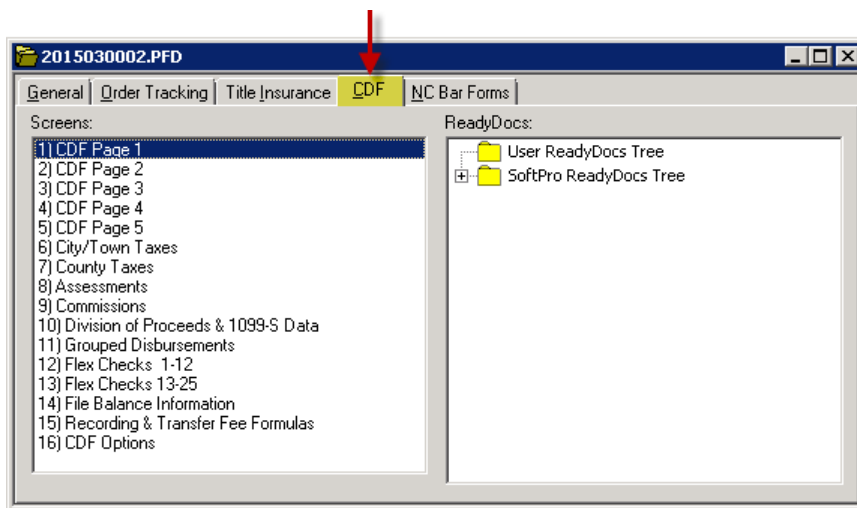 2015030002.PFD
General Order Tracking Title Insurance CDF NC Bar Forms
Screens:
1) CDF Page 1
2) CDF Page 2
3) CDF Page 3
4) CDF Page 4
5) CDF Page 5
6) City/Town Taxes
7) County Taxes
8) Assessments
9) Commissions
10) Division of Proceeds & 1099-S Data
11) Grouped Disbursements
12) Flex Checks 1-12
13) Flex Checks 13-25
14) File Balance Information
15) Recording & Transfer Fee Formulas
16) CDF Options
ReadyDocs:
User ReadyDocs Tree
SoftPro ReadyDocs Tree